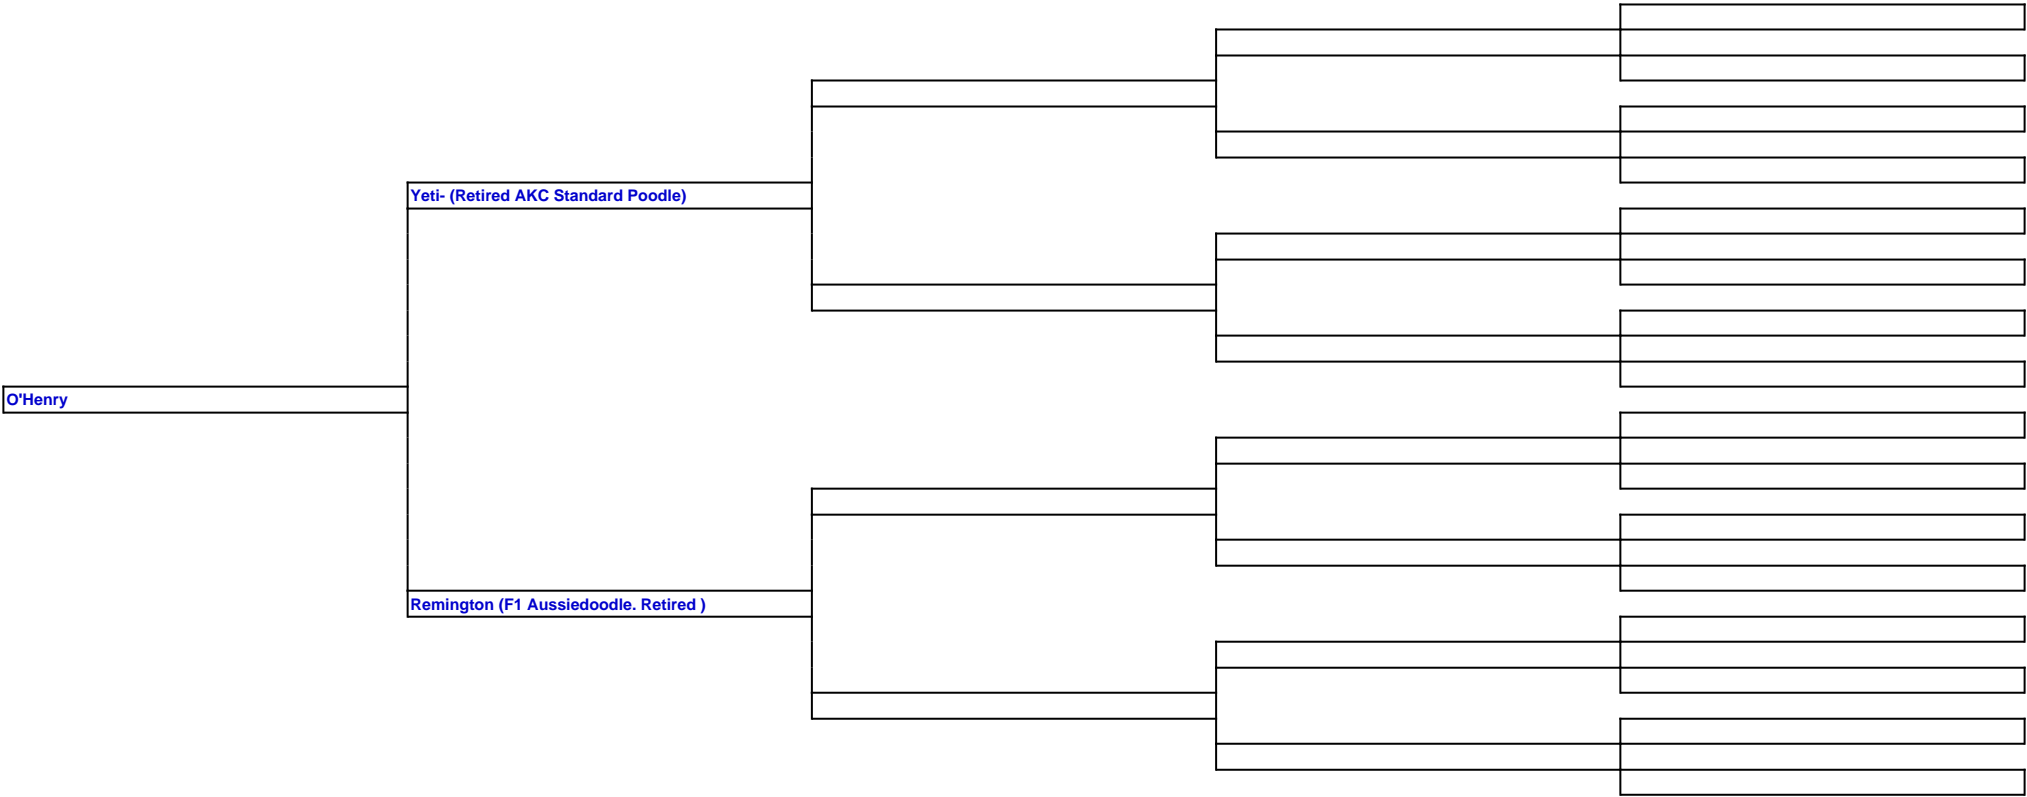 Yeti- (Retired AKC Standard Poodle)
O'Henry
Remington (F1 Aussiedoodle. Retired )